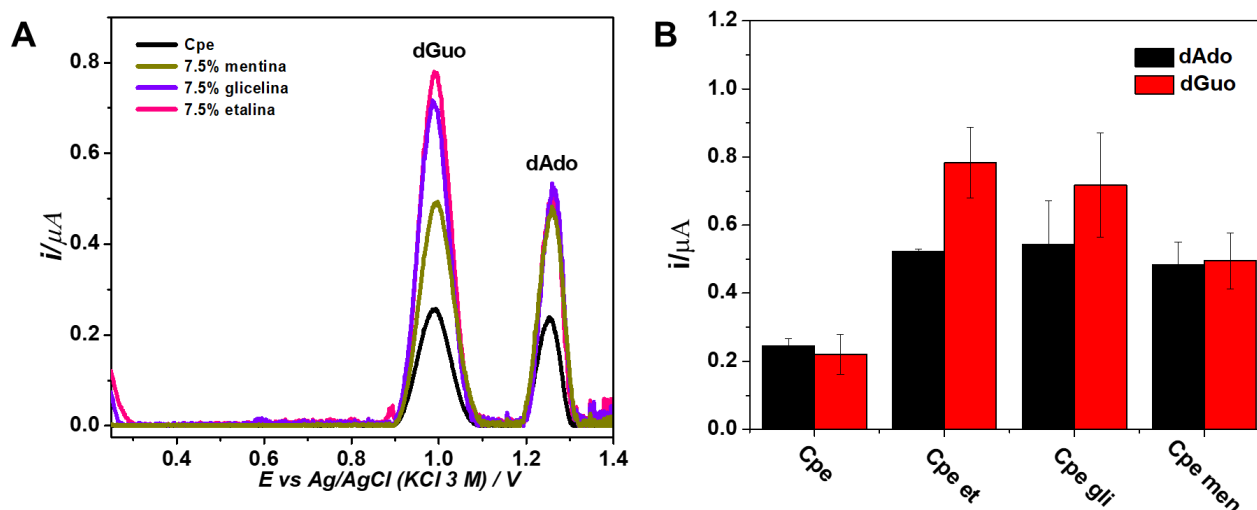 A
Cpe
7.5% mentina
7.5% glicelina
7.5% etalina
dGuo
dAdo
0.8
0.6
0.4
0.2
0.0
i/µA
0.4
0.6
0.8
1.0
1.2
1.4
E vs Ag/AgCl (KCl 3 M) / V
B
dAdo
dGuo
1.2
1.0
0.8
0.6
0.4
0.2
0.0
i/µA
Cpe
Cpe et
Cpe gli
Cpe men